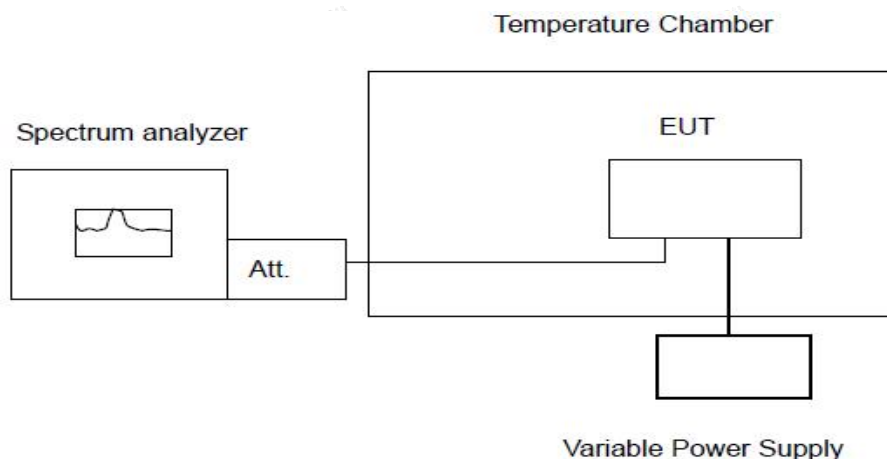 Temperature Chamber
Spectrum analyzer
EUT
Att.
Variable Power Supply